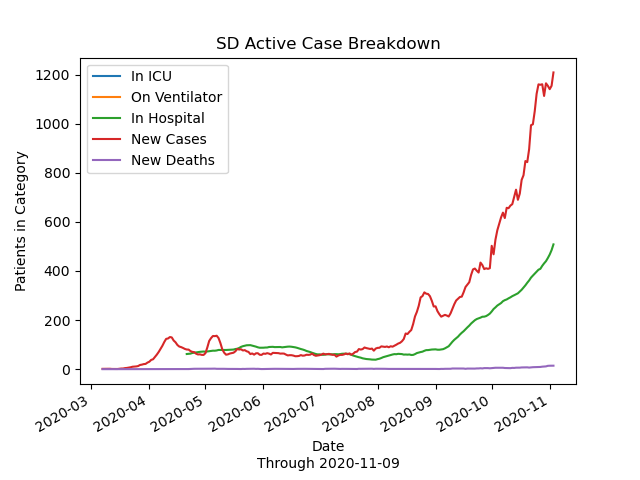 SD Active Case Breakdown
In ICU
On Ventilator
In Hospital
New Cases
New Deaths
Patients in Category
1200
1000
800
600
400
200
0
2020-03 2020-04 2020-05 2020-06 2020-07 2020-08 2020-09 2020-10 2020-11
Date
Through 2020-11-09